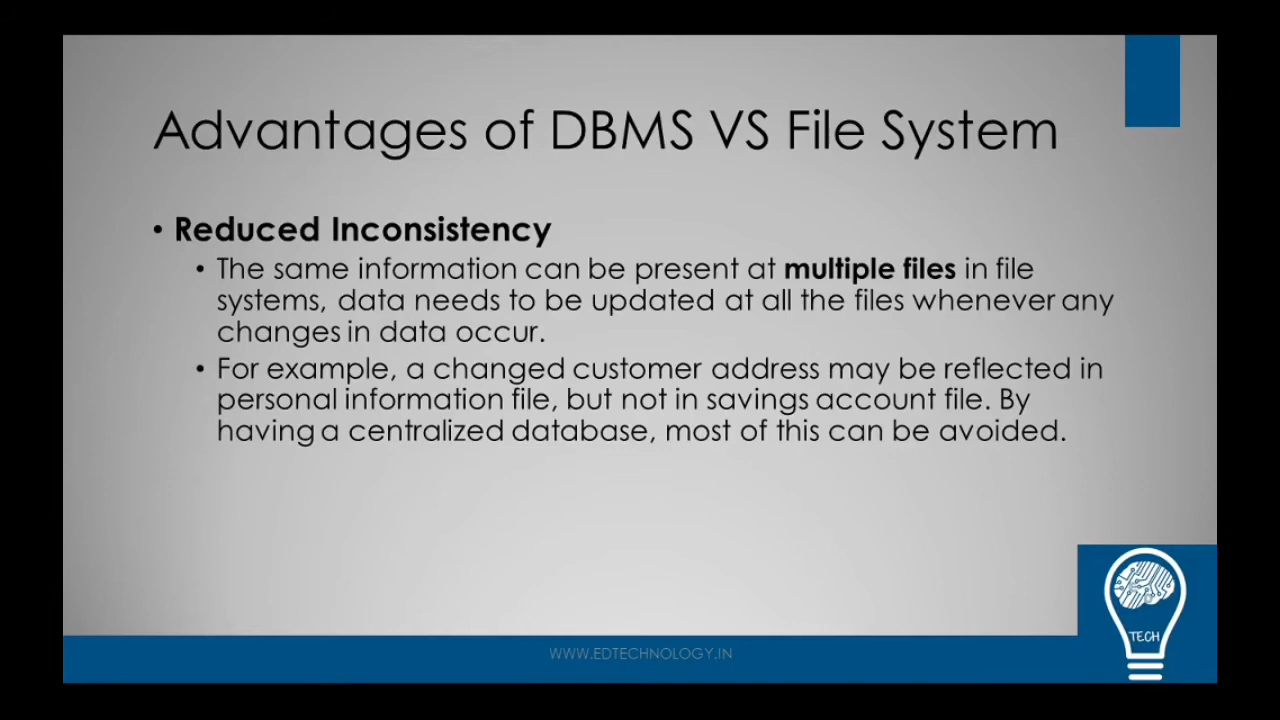 Advantages of DBMS VS File System
• Reduced Inconsistency
• The same information can be present at multiple files in file
systems, data needs to be updated at all the files whenever any
changes in data occur.
• For example, a changed customer address may be reflected in
personal information file, but not in savings account file. By
having a centralized database, most of this can be avoided.
TECH
WWW.EDTECHNOLOGY.IN